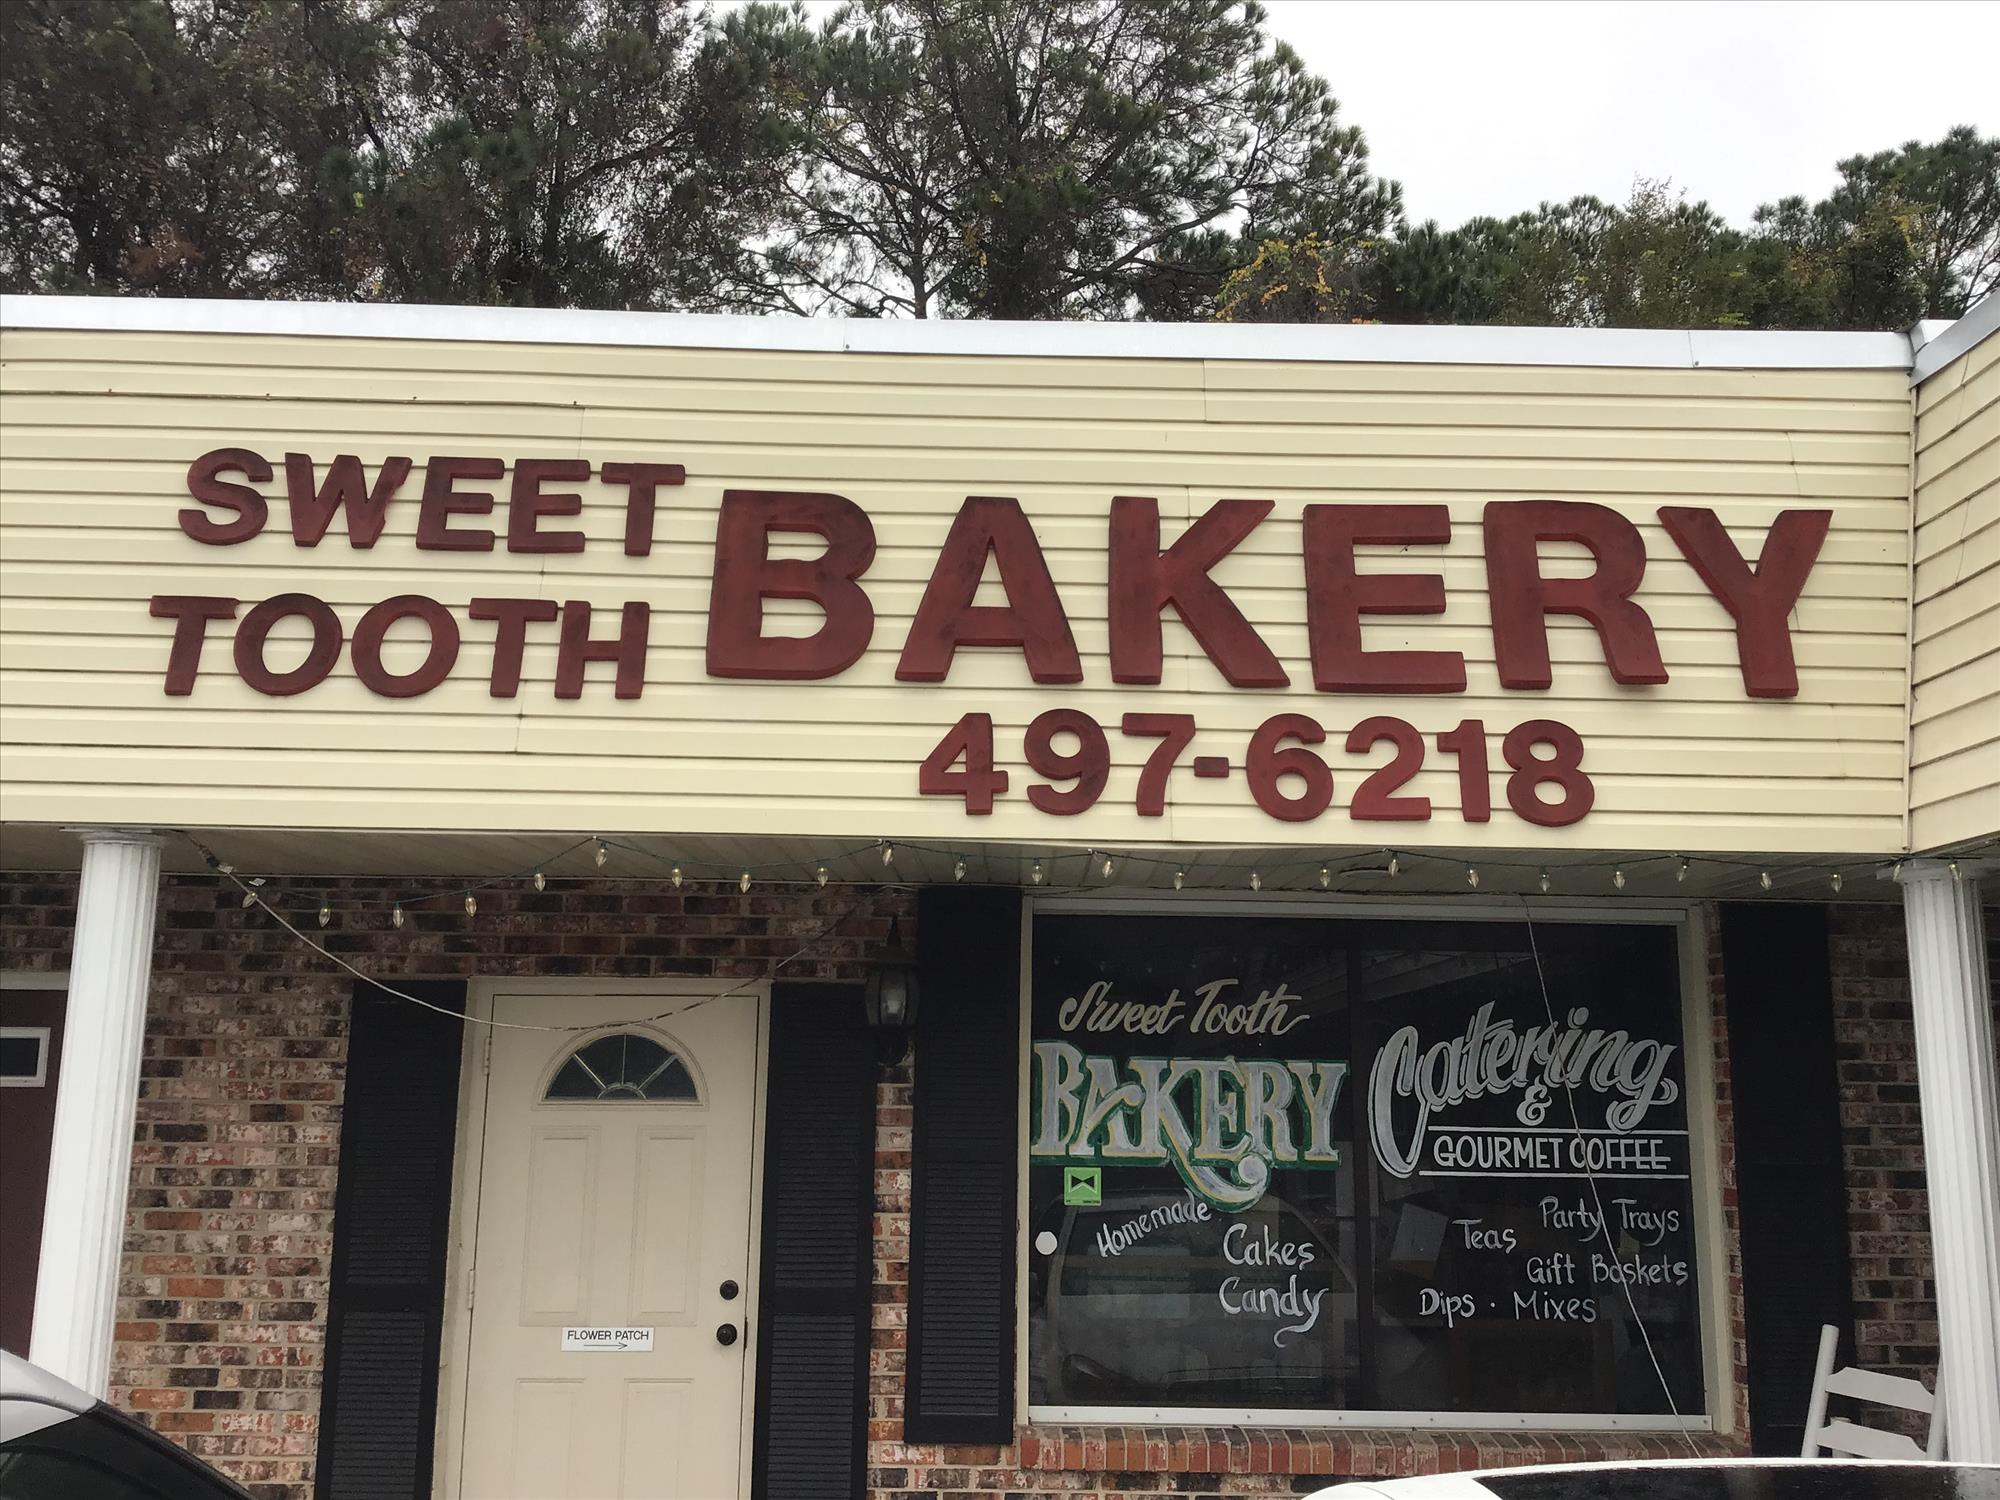 SWEET
TOOTH
BAKERY
497-6218
Sweet Tooth
BAKERY
Homemade
Cakes
Candy
Catering
&
GOURMET COFFEE
Party Trays
Teas
Gift Baskets
Dips · Mixes
FLOWER PATCH